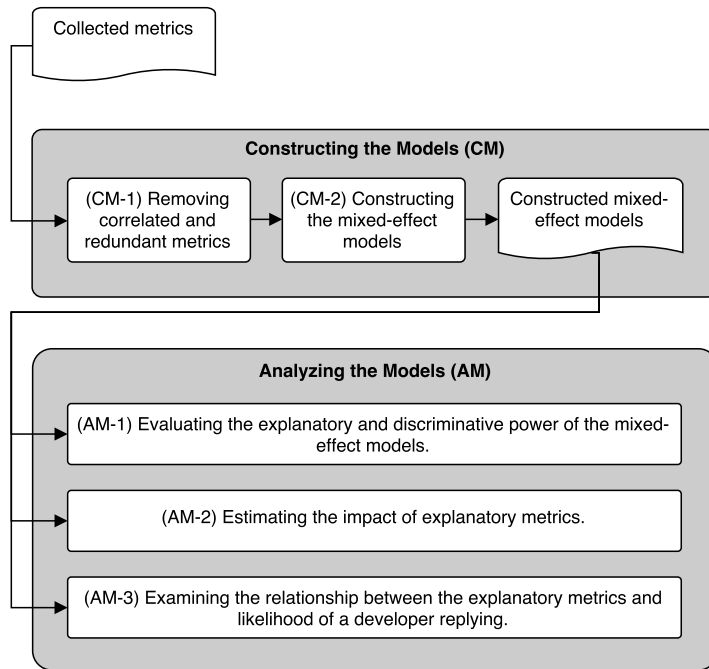 Collected metrics
Constructing the Models (CM)
(CM-1) Removing
correlated and
redundant metrics
(CM-2) Constructing
the mixed-effect
models
Constructed mixed-
effect models
Analyzing the Models (AM)
(AM-1) Evaluating the explanatory and discriminative power of the mixed-
effect models.
(AM-2) Estimating the impact of explanatory metrics.
(AM-3) Examining the relationship between the explanatory metrics and
likelihood of a developer replying.